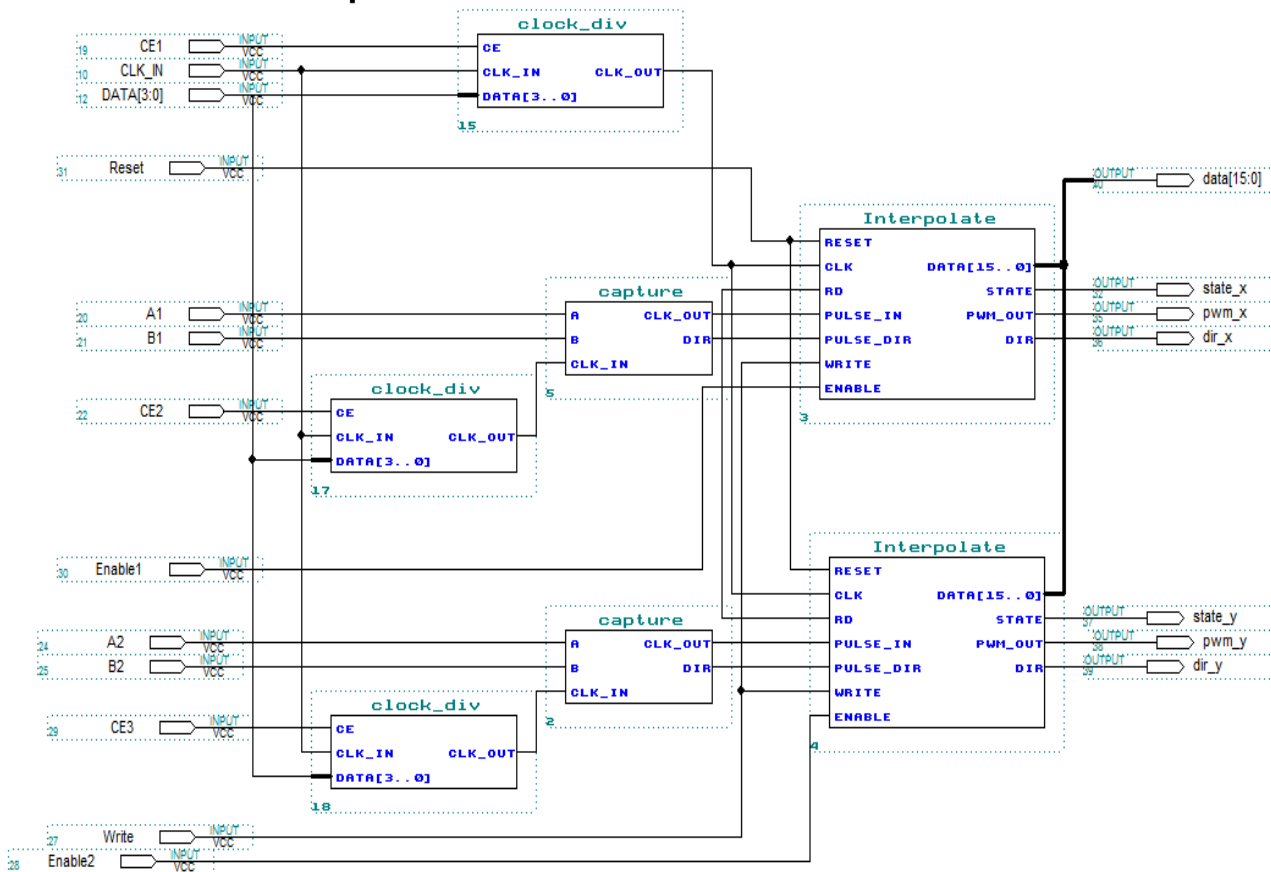 clock_div
19 CE1 INPUT VCC CE
10 CLK_IN INPUT VCC CLK_IN CLK_OUT
12 DATA[3:0] INPUT VCC DATA[3..0]
15
31 Reset INPUT VCC
OUTPUT 40 data[15:0]
Interpolate
RESET
CLK DATA[15..0]
RD STATE OUTPUT 32 state_x
capture
20 A1 INPUT VCC A CLK_OUT PULSE_IN PWM_OUT OUTPUT 35 pwm_x
21 B1 INPUT VCC B DIR PULSE_DIR DIR OUTPUT 36 dir_x
CLK_IN WRITE
clock_div 5 ENABLE
22 CE2 INPUT VCC CE 3
CLK_IN CLK_OUT
DATA[3..0]
17
Interpolate
30 Enable1 INPUT VCC RESET
CLK DATA[15..0]
capture RD STATE OUTPUT 37 state_y
24 A2 INPUT VCC A CLK_OUT PULSE_IN PWM_OUT OUTPUT 38 pwm_y
25 B2 INPUT VCC B DIR PULSE_DIR DIR OUTPUT 39 dir_y
CLK_IN WRITE
clock_div 2 ENABLE
29 CE3 INPUT VCC CE 4
CLK_IN CLK_OUT
DATA[3..0]
18
27 Write INPUT VCC
28 Enable2 INPUT VCC